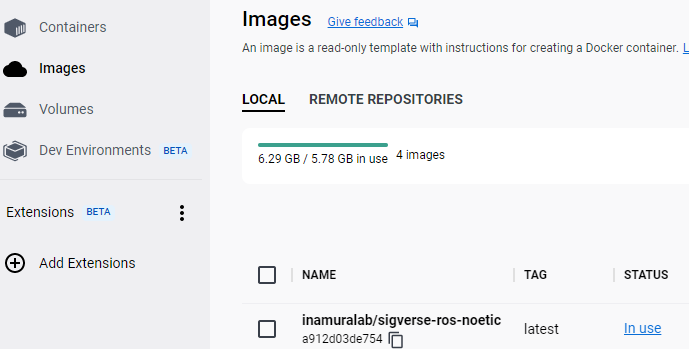 Containers
Images
Volumes
Dev Environments BETA
Extensions BETA
Add Extensions
Images Give feedback
An image is a read-only template with instructions for creating a Docker container. L
LOCAL REMOTE REPOSITORIES
6.29 GB / 5.78 GB in use 4 images
NAME TAG STATUS
inamuralab/sigverse-ros-noetic latest In use
a912d03de754